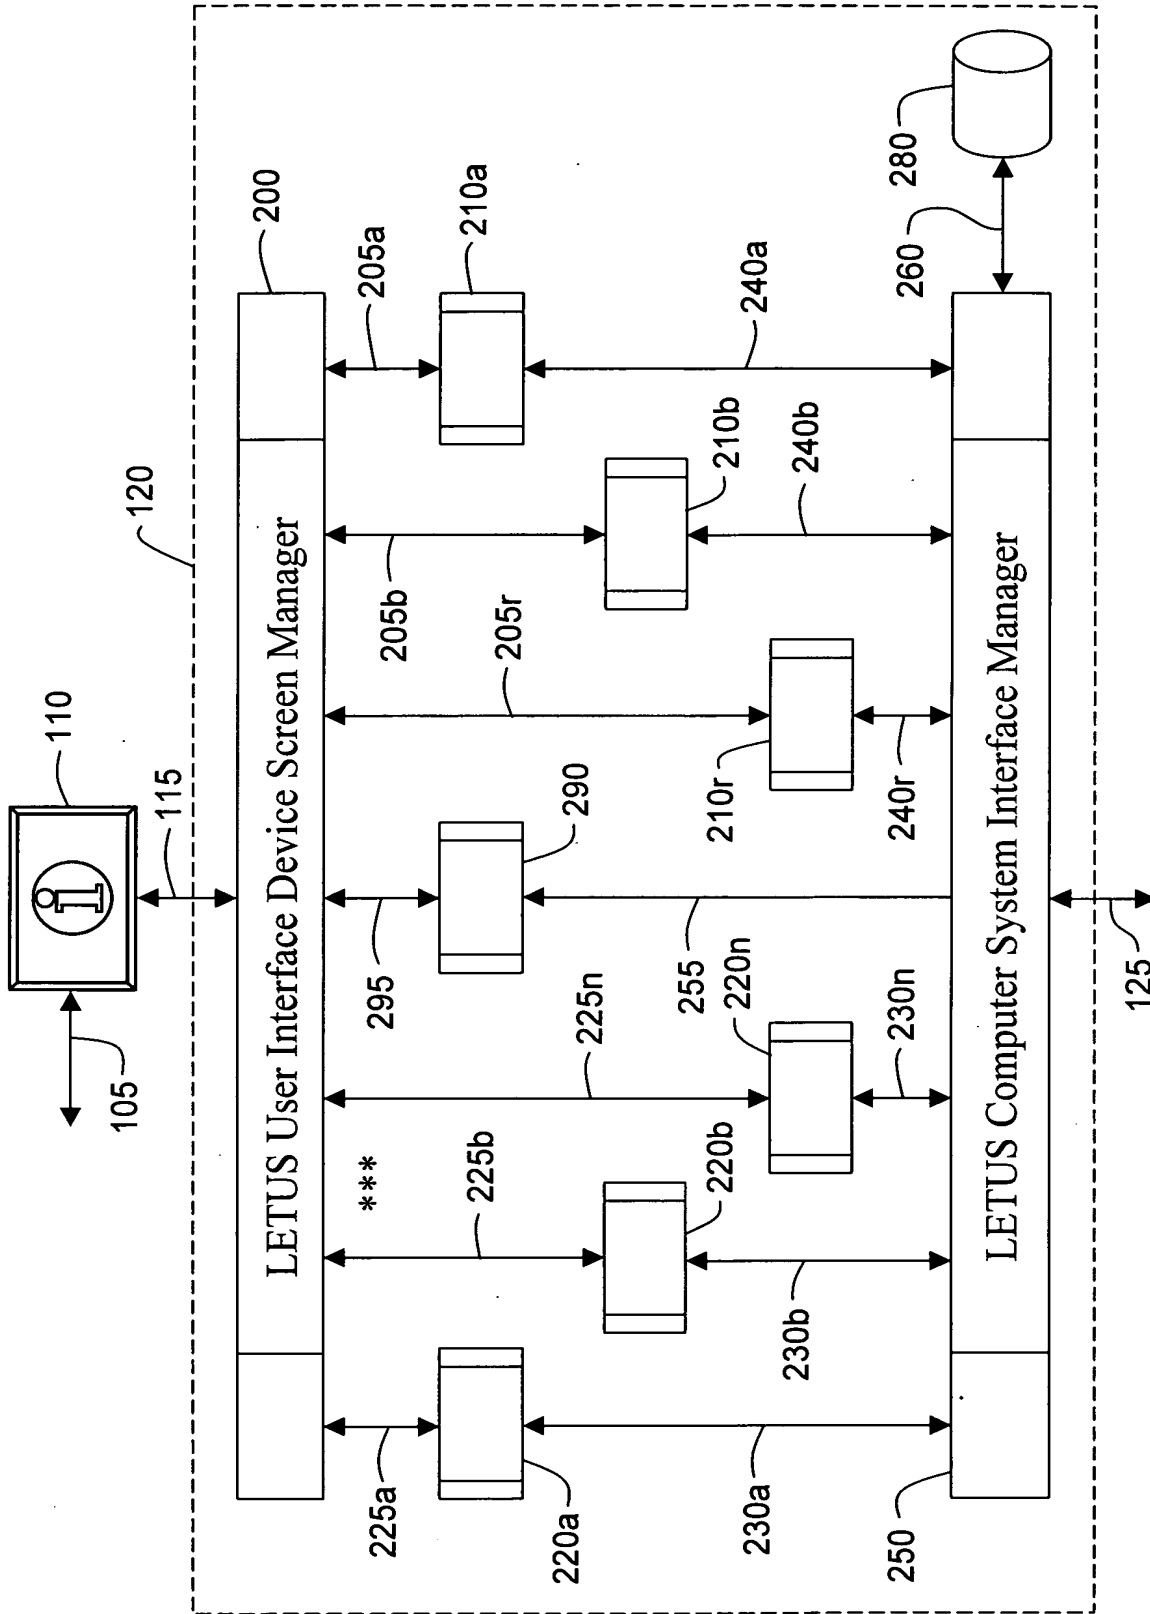 105
110
115
120
LETUS User Interface Device Screen Manager
200
225a
225b
***
225n
295
205r
205b
205a
220a
220b
220n
290
210r
210b
210a
230a
230b
230n
255
240r
240b
240a
250
LETUS Computer System Interface Manager
260
280
125
i